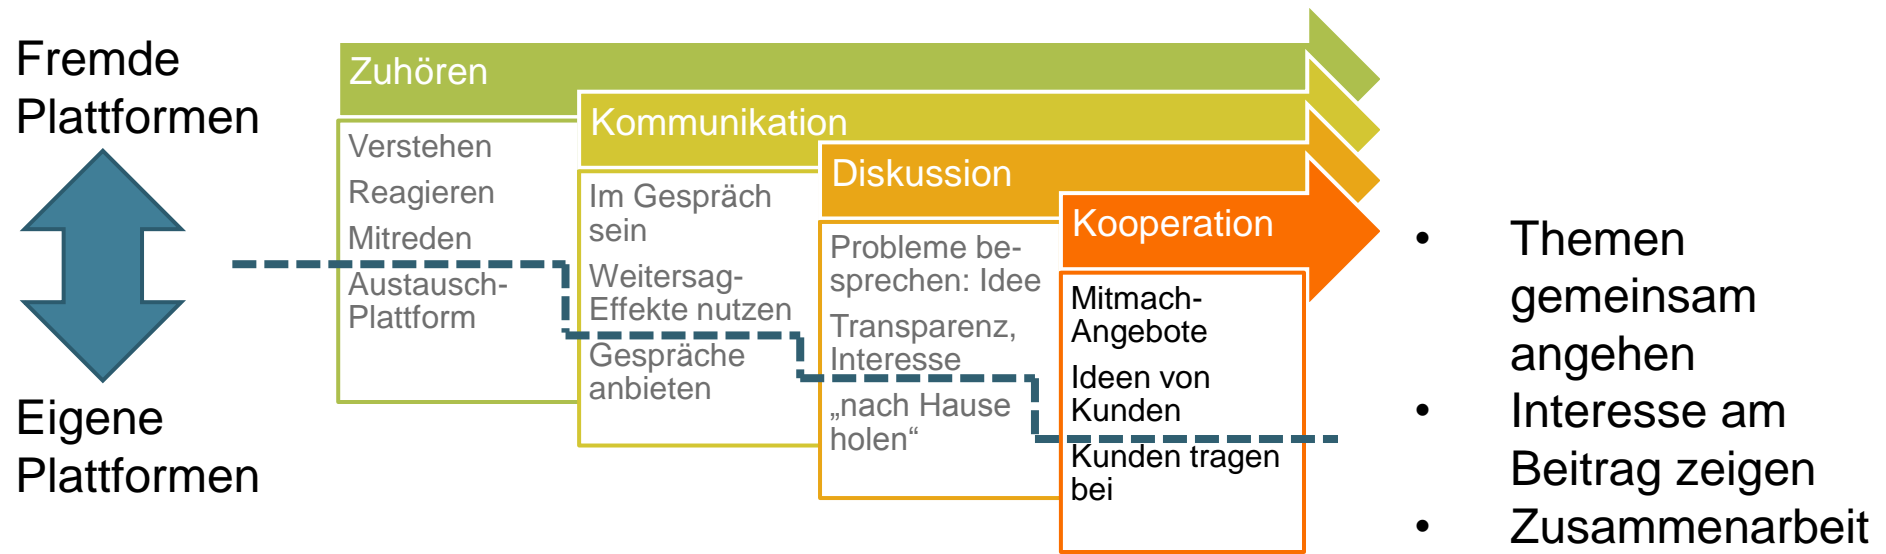 Fremde
Plattformen
Eigene
Plattformen
Zuhören
Verstehen
Reagieren
Mitreden
Austausch-
Plattform
Kommunikation
Im Gespräch
sein
Weitersag-
Effekte nutzen
Gespräche
anbieten
Diskussion
Probleme be-
sprechen: Idee
Transparenz,
Interesse
„nach Hause
holen“
Kooperation
Mitmach-
Angebote
Ideen von
Kunden
Kunden tragen
bei
• Themen
gemeinsam
angehen
• Interesse am
Beitrag zeigen
• Zusammenarbeit